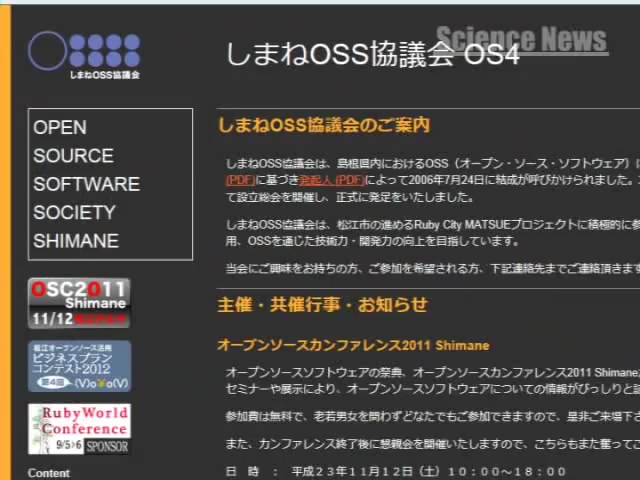 Science News
しまねOSS協議会
しまねOSS協議会 OS4
OPEN
SOURCE
SOFTWARE
SOCIETY
SHIMANE
しまねOSS協議会のご案内
しまねOSS協議会は、島根県内におけるOSS（オープン・ソース・ソフトウェア）に
(PDF)に基づき発起人 (PDF)によって2006年7月24日に結成が呼びかけられました。
て設立総会を開催し、正式に発足をいたしました。
しまねOSS協議会は、松江市の進めるRuby City MATSUEプロジェクトに積極的に参
用、OSSを通じた技術力・開発力の向上を目指しています。
当会にご興味をお持ちの方、ご参加を希望される方、下記連絡先までご連絡頂きます
主催・共催行事・お知らせ
オープンソースカンファレンス2011 Shimane
オープンソースソフトウェアの祭典、オープンソースカンファレンス2011 Shimane
セミナーや展示により、オープンソースソフトウェアについての情報がびっしりと
参加費は無料で、老若男女を問わずどなたでもご参加できますので、是非ご来場下さ
また、カンファレンス終了後に懇親会を開催いたしますので、こちらもまた奮ってご
日 時 ： 平成２３年１１月１２日（土）１０：００～１８：００
OSC2011
Shimane
11/12
松江オープンソース活用
ビジネスプラン
コンテスト2012
第4回 (V)o¥o(V)
RubyWorld
Conference
9/5›6 SPONSOR
Content